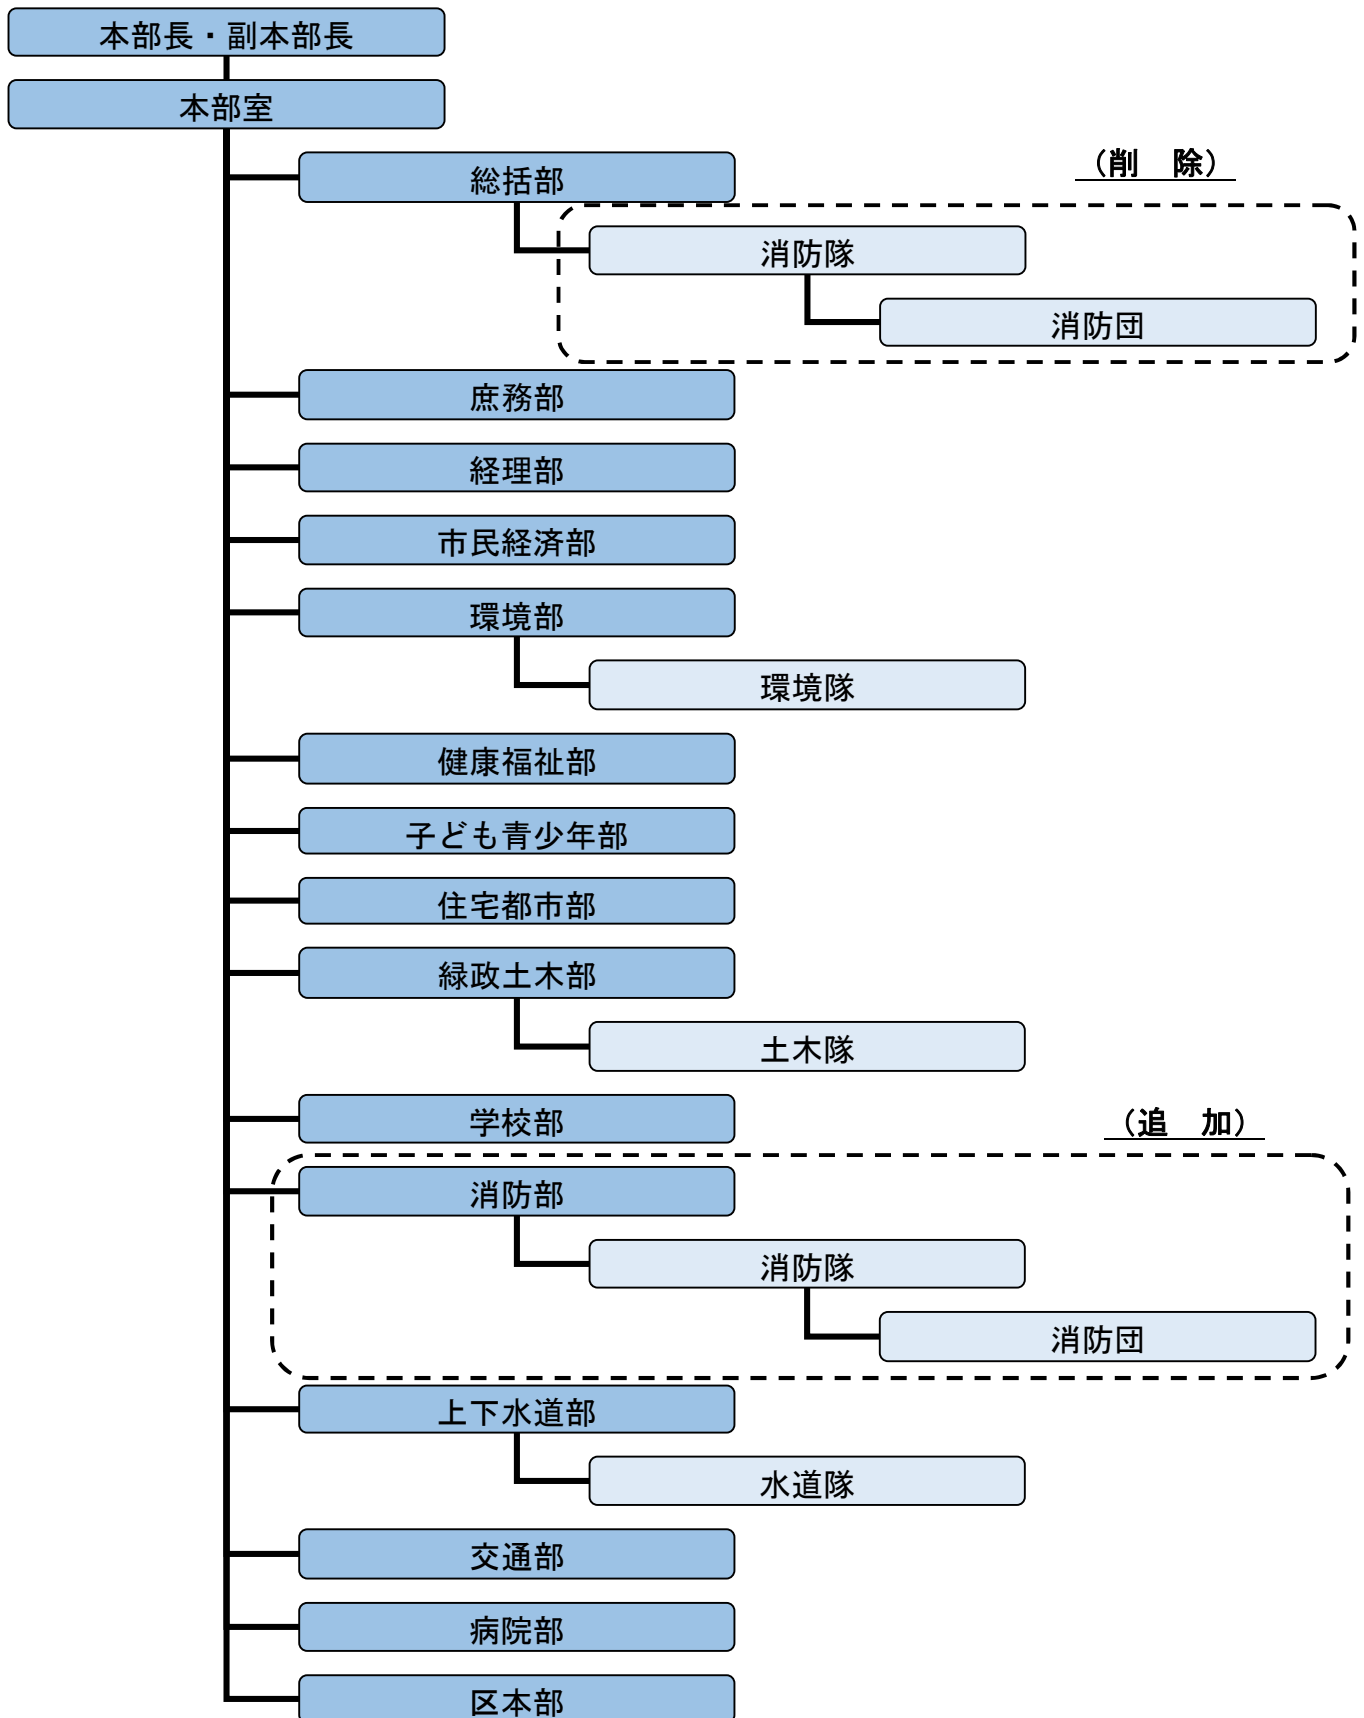 本部長・副本部長
本部室
総括部
（削　除）
消防隊
消防団
庶務部
経理部
市民経済部
環境部
環境隊
健康福祉部
子ども青少年部
住宅都市部
緑政土木部
土木隊
学校部
（追　加）
消防部
消防隊
消防団
上下水道部
水道隊
交通部
病院部
区本部